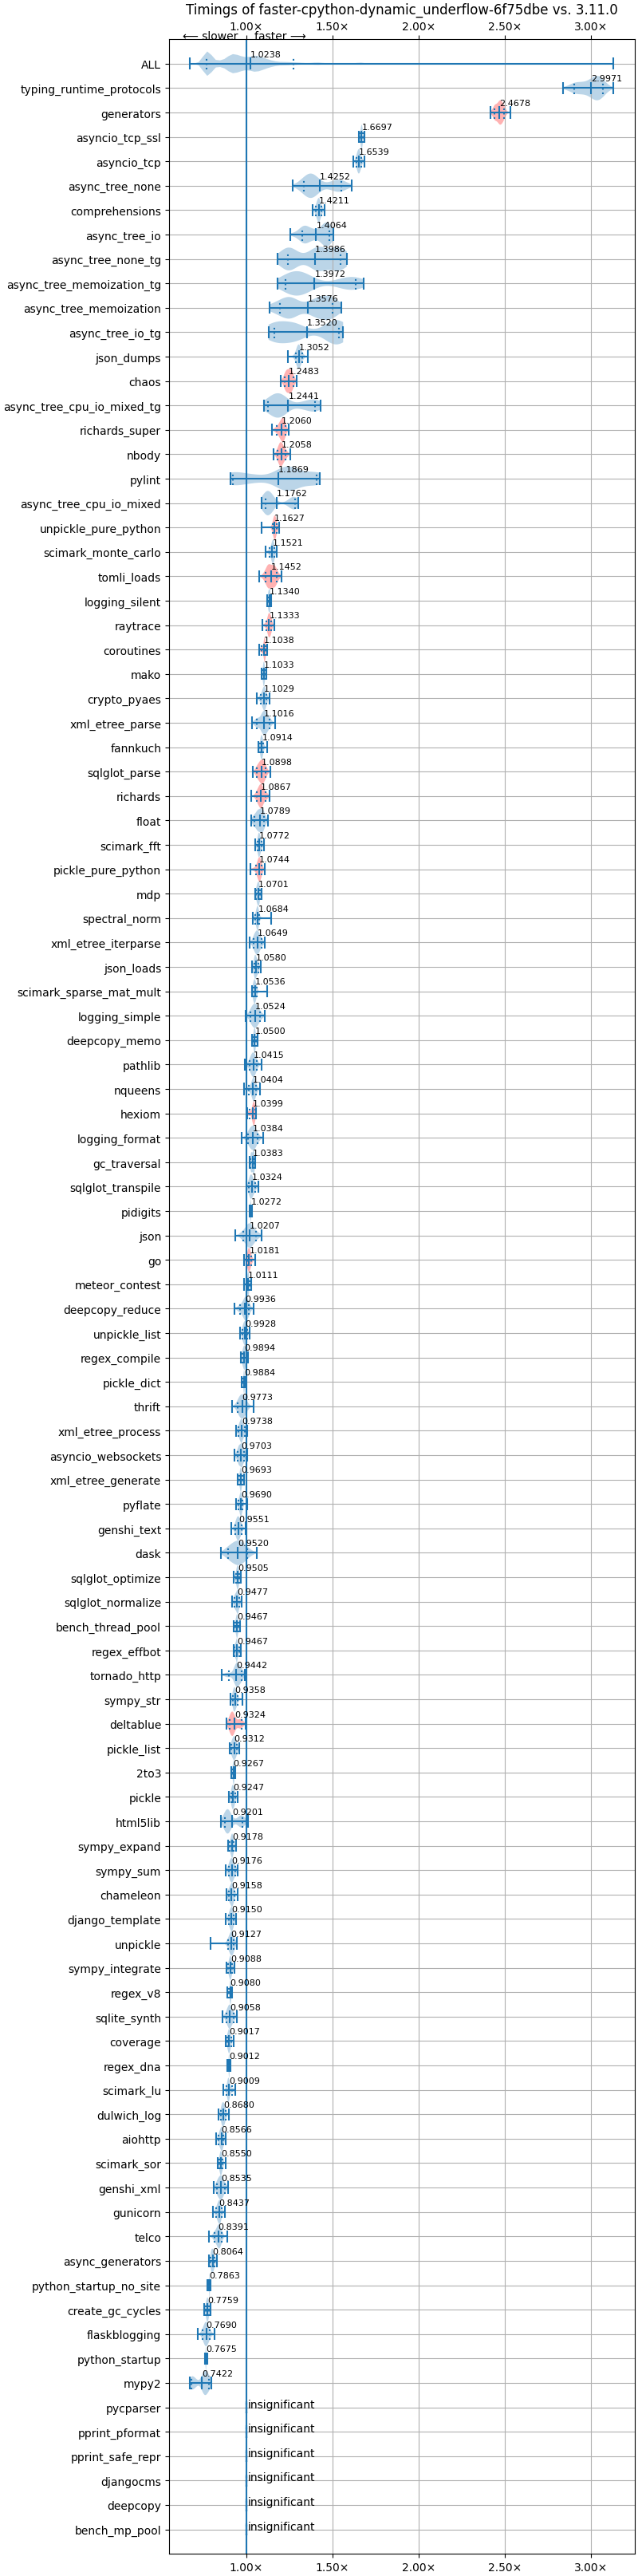 Timings of faster-cpython-dynamic_underflow-6f75dbe vs. 3.11.0
1.00× 1.50× 2.00× 2.50× 3.00×
⟵ slower faster ⟶
ALL 1.0238
typing_runtime_protocols 2.9971
generators 2.4678
asyncio_tcp_ssl 1.6697
asyncio_tcp 1.6539
async_tree_none 1.4252
comprehensions 1.4211
async_tree_io 1.4064
async_tree_none_tg 1.3986
async_tree_memoization_tg 1.3972
async_tree_memoization 1.3576
async_tree_io_tg 1.3520
json_dumps 1.3052
chaos 1.2483
async_tree_cpu_io_mixed_tg 1.2441
richards_super 1.2060
nbody 1.2058
pylint 1.1869
async_tree_cpu_io_mixed 1.1762
unpickle_pure_python 1.1627
scimark_monte_carlo 1.1521
tomli_loads 1.1452
logging_silent 1.1340
raytrace 1.1333
coroutines 1.1038
mako 1.1033
crypto_pyaes 1.1029
xml_etree_parse 1.1016
fannkuch 1.0914
sqlglot_parse 1.0898
richards 1.0867
float 1.0789
scimark_fft 1.0772
pickle_pure_python 1.0744
mdp 1.0701
spectral_norm 1.0684
xml_etree_iterparse 1.0649
json_loads 1.0580
scimark_sparse_mat_mult 1.0536
logging_simple 1.0524
deepcopy_memo 1.0500
pathlib 1.0415
nqueens 1.0404
hexiom 1.0399
logging_format 1.0384
gc_traversal 1.0383
sqlglot_transpile 1.0324
pidigits 1.0272
json 1.0207
go 1.0181
meteor_contest 1.0111
deepcopy_reduce 0.9936
unpickle_list 0.9928
regex_compile 0.9894
pickle_dict 0.9884
thrift 0.9773
xml_etree_process 0.9738
asyncio_websockets 0.9703
xml_etree_generate 0.9693
pyflate 0.9690
genshi_text 0.9551
dask 0.9520
sqlglot_optimize 0.9505
sqlglot_normalize 0.9477
bench_thread_pool 0.9467
regex_effbot 0.9467
tornado_http 0.9442
sympy_str 0.9358
deltablue 0.9324
pickle_list 0.9312
2to3 0.9267
pickle 0.9247
html5lib 0.9201
sympy_expand 0.9178
sympy_sum 0.9176
chameleon 0.9158
django_template 0.9150
unpickle 0.9127
sympy_integrate 0.9088
regex_v8 0.9080
sqlite_synth 0.9058
coverage 0.9017
regex_dna 0.9012
scimark_lu 0.9009
dulwich_log 0.8680
aiohttp 0.8566
scimark_sor 0.8550
genshi_xml 0.8535
gunicorn 0.8437
telco 0.8391
async_generators 0.8064
python_startup_no_site 0.7863
create_gc_cycles 0.7759
flaskblogging 0.7690
python_startup 0.7675
mypy2 0.7422
pycparser insignificant
pprint_pformat insignificant
pprint_safe_repr insignificant
djangocms insignificant
deepcopy insignificant
bench_mp_pool insignificant
1.00× 1.50× 2.00× 2.50× 3.00×